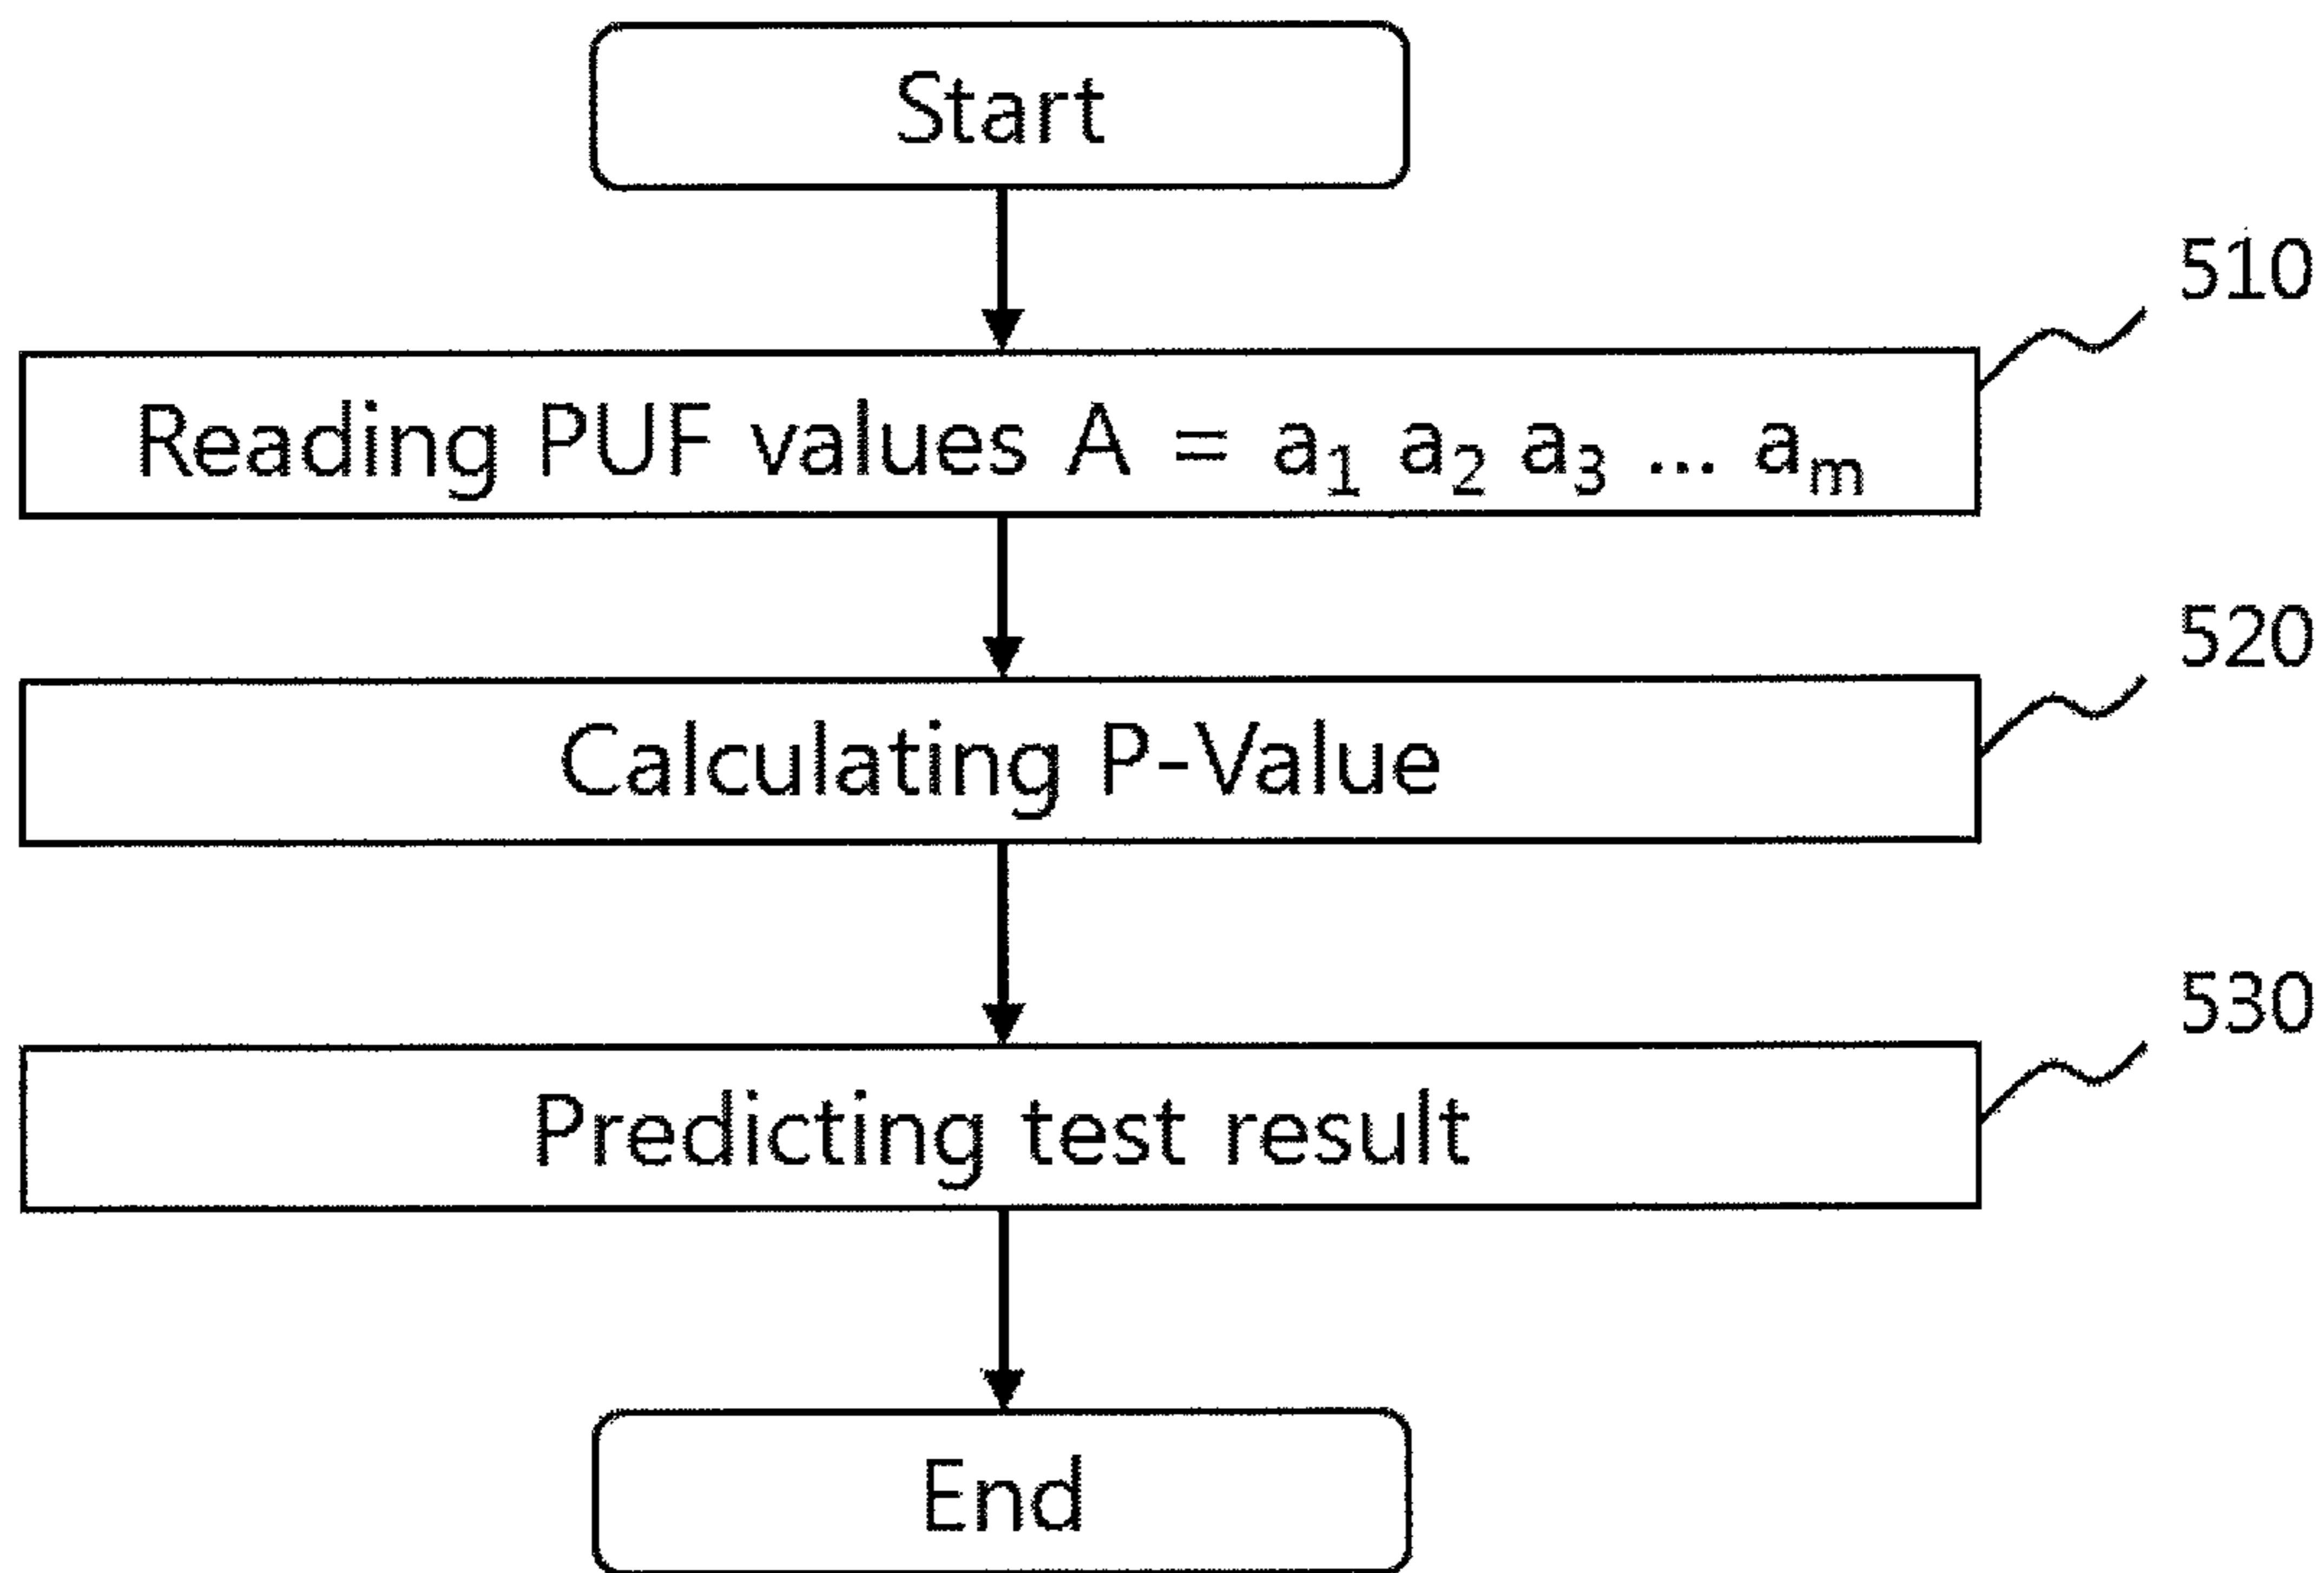 Start
510
Reading PUF values A = a₁ a₂ a₃ ... aₘ
520
Calculating P-Value
530
Predicting test result
End